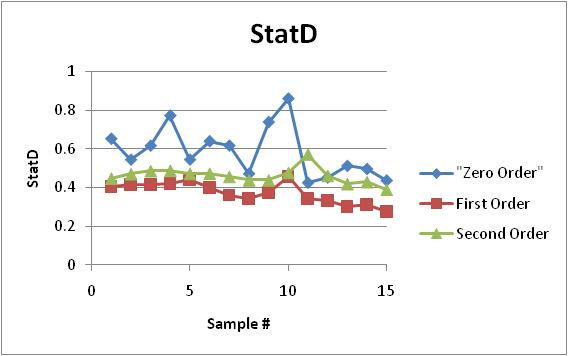 StatD
1
0.8
0.6
0.4
0.2
0
StatD
0
5
10
15
Sample #
"Zero Order"
First Order
Second Order